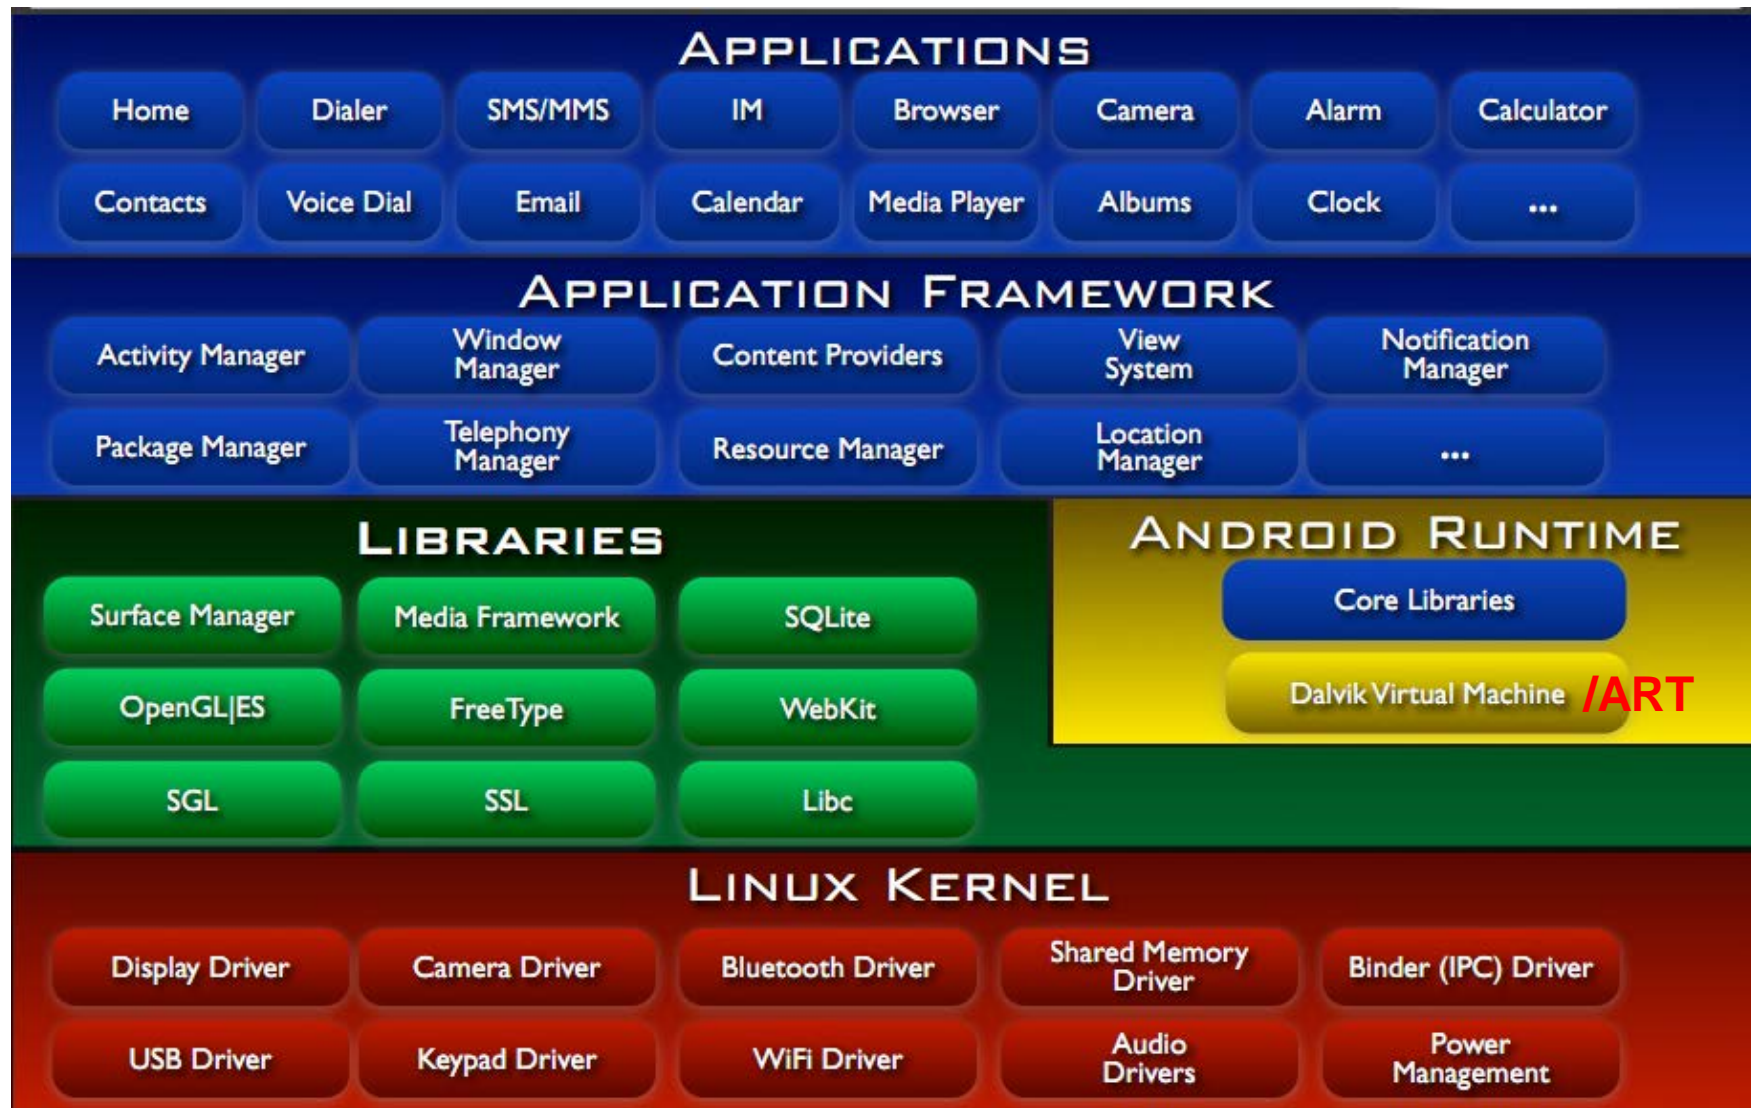 APPLICATIONS
Home Dialer SMS/MMS IM Browser Camera Alarm Calculator
Contacts Voice Dial Email Calendar Media Player Albums Clock ...
APPLICATION FRAMEWORK
Activity Manager
Window
Manager
Content Providers
View
System
Notification
Manager
Package Manager
Telephony
Manager
Resource Manager
Location
Manager
...
LIBRARIES
Surface Manager Media Framework SQLite
OpenGL|ES FreeType WebKit
SGL SSL Libc
ANDROID RUNTIME
Core Libraries
Dalvik Virtual Machine /ART
LINUX KERNEL
Display Driver
Camera Driver
Bluetooth Driver
Shared Memory
Driver
Binder (IPC) Driver
USB Driver
Keypad Driver
WiFi Driver
Audio
Drivers
Power
Management